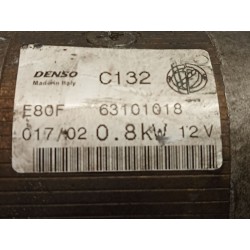 DENSO C132
Made in Italy
E80F 63101018
017/02 0.8kW 12V